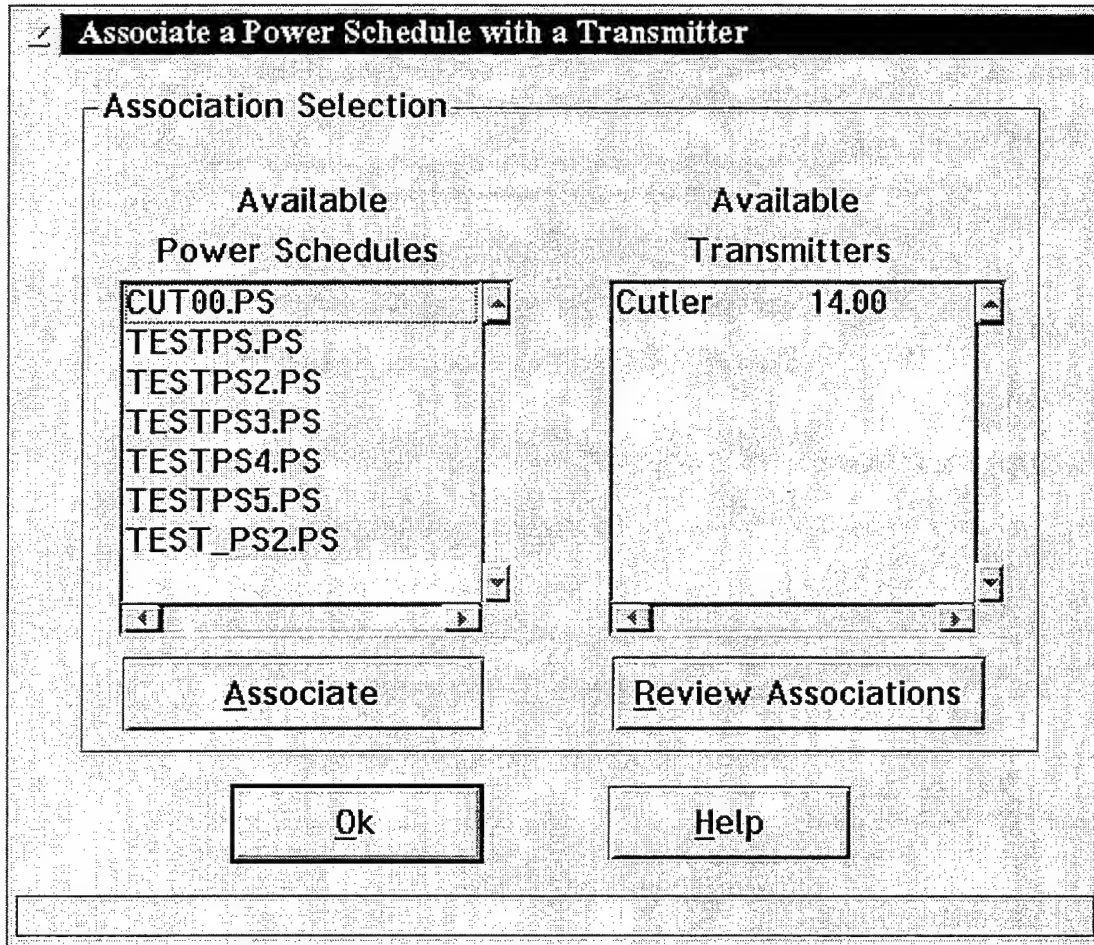 Associate a Power Schedule with a Transmitter
Association Selection
Available
Power Schedules
CUT00.PS
TESTPS.PS
TESTPS2.PS
TESTPS3.PS
TESTPS4.PS
TESTPS5.PS
TEST_PS2.PS
Associate
Available
Transmitters
Cutler 14.00
Review Associations
Ok
Help